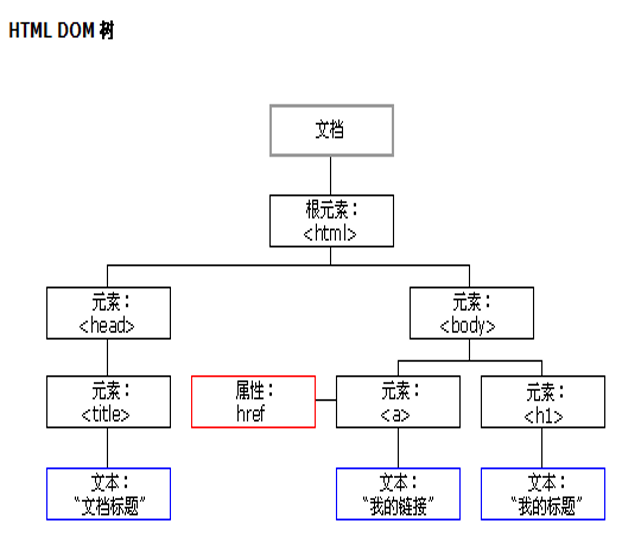 HTML DOM 树
文档
根元素：
<html>
元素：
<head>
元素：
<body>
元素：
<title>
属性：
href
元素：
<a>
元素：
<h1>
文本：
“文档标题”
文本：
“我的链接”
文本：
“我的标题”